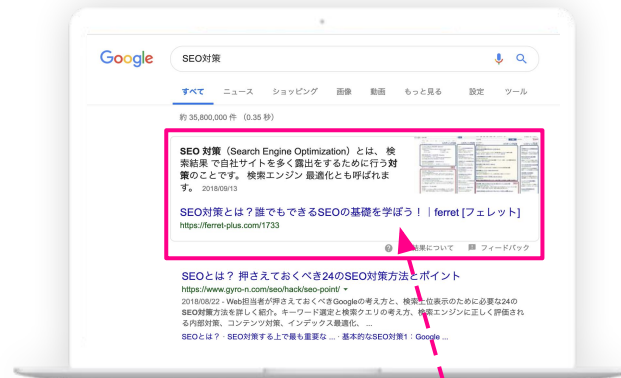 Google
SEO対策
すべて ニュース ショッピング 画像 動画 もっと見る 設定 ツール
約 35,800,000 件 （0.35 秒）
SEO 対策（Search Engine Optimization）とは、 検
索結果 で自社サイトを多く露出をするために行う対
策のことです。 検索エンジン 最適化とも呼ばれま
す。 2018/09/13
SEO対策とは？誰でもできるSEOの基礎を学ぼう！｜ferret [フェレット]
https://ferret-plus.com/1733
結果について フィードバック
SEOとは？ 押さえておくべき24のSEO対策方法とポイント
https://www.gyro-n.com/seo/hack/seo-point/
2018/08/22 - Web担当者が押さえておくべきGoogleの考え方と、検索上位表示のために必要な24の
SEO対策方法を詳しく紹介。キーワード選定と検索クエリの考え方、検索エンジンに正しく評価され
る内部対策、コンテンツ対策、インデックス最適化、 ...
SEOとは？ · SEO対策する上で最も重要な ... · 基本的なSEO対策1：Google ...